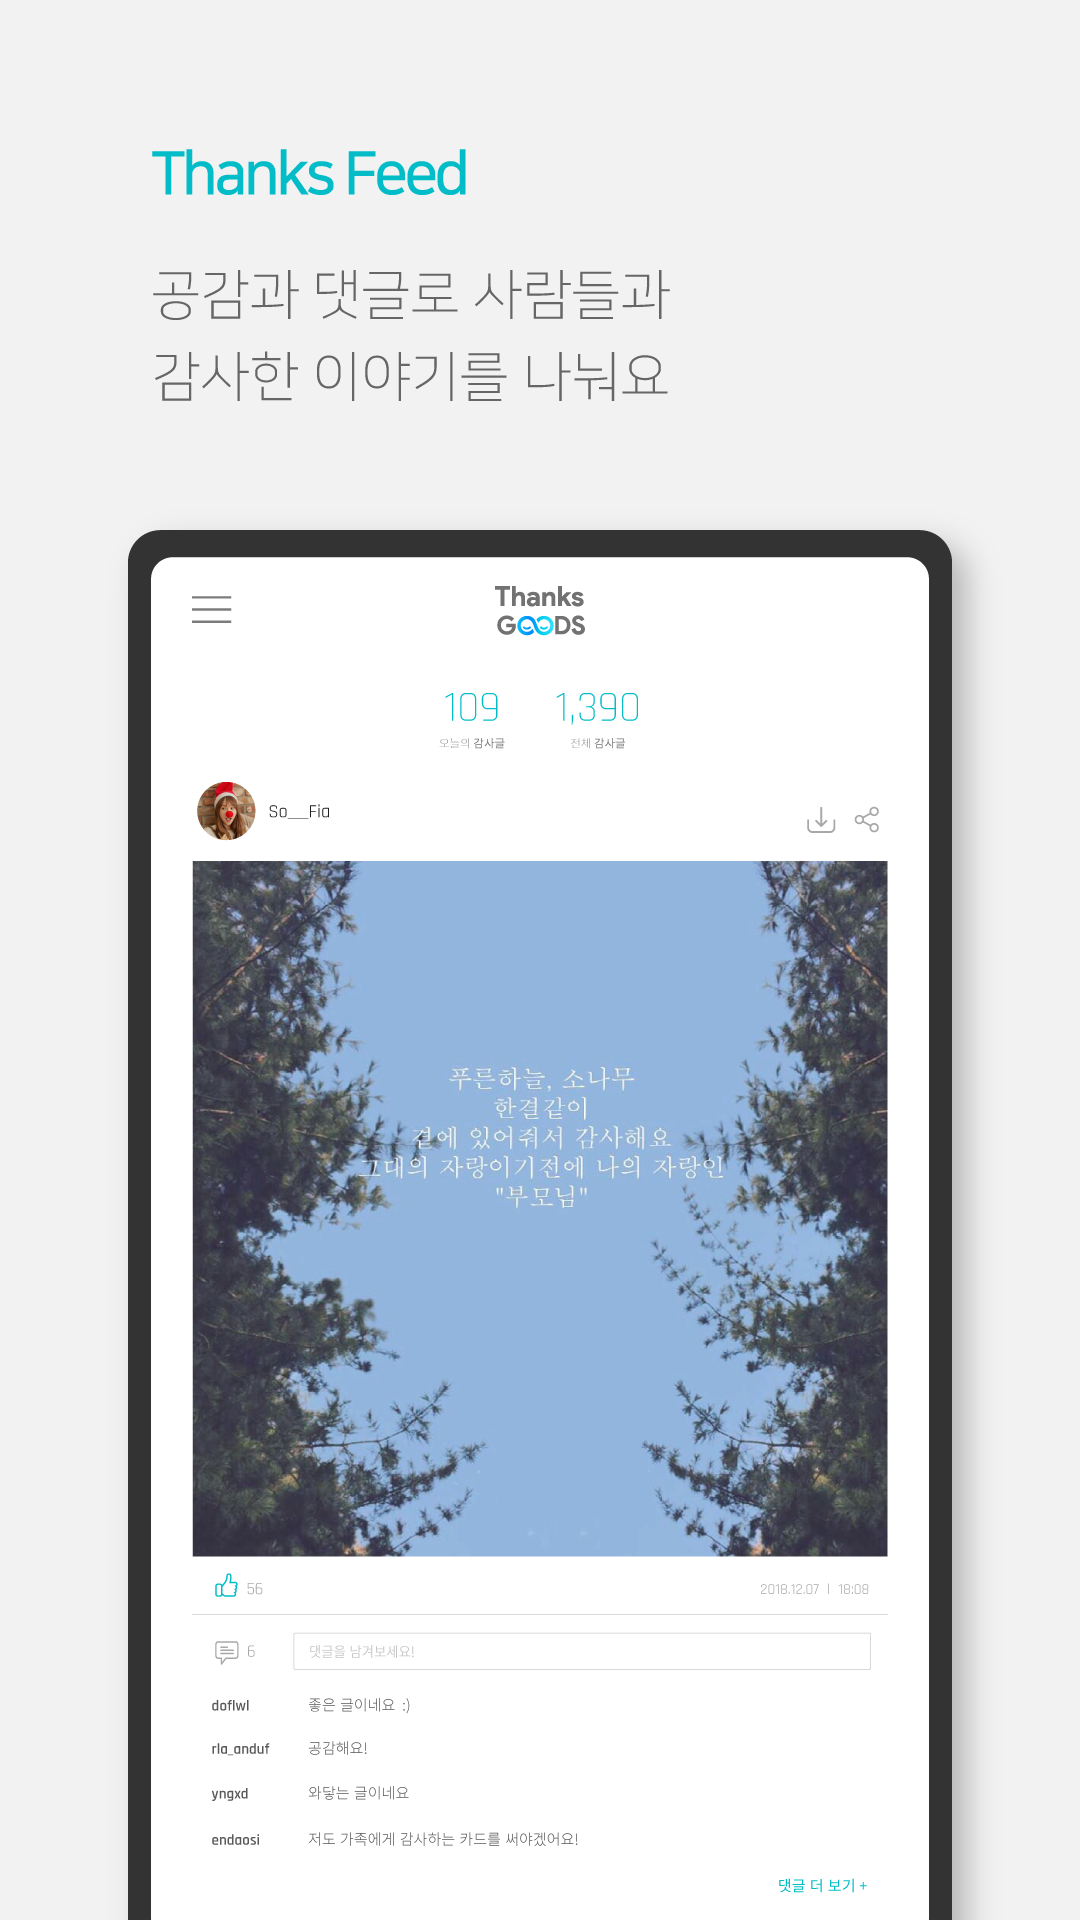 Thanks Feed
공감과 댓글로 사람들과
감사한 이야기를 나눠요
Thanks
GOODS
109 1,390
오늘의 감사글 전체 감사글
So__Fia
푸른하늘, 소나무
한결같이
곁에 있어줘서 감사해요
그대의 자랑이기전에 나의 자랑인
"부모님"
56 2018.12.07 | 18:08
6 댓글을 남겨보세요!
doflwl 좋은 글이네요 :)
rla_anduf 공감해요!
yngxd 와닿는 글이네요
endaosi 저도 가족에게 감사하는 카드를 써야겠어요!
댓글 더 보기 +